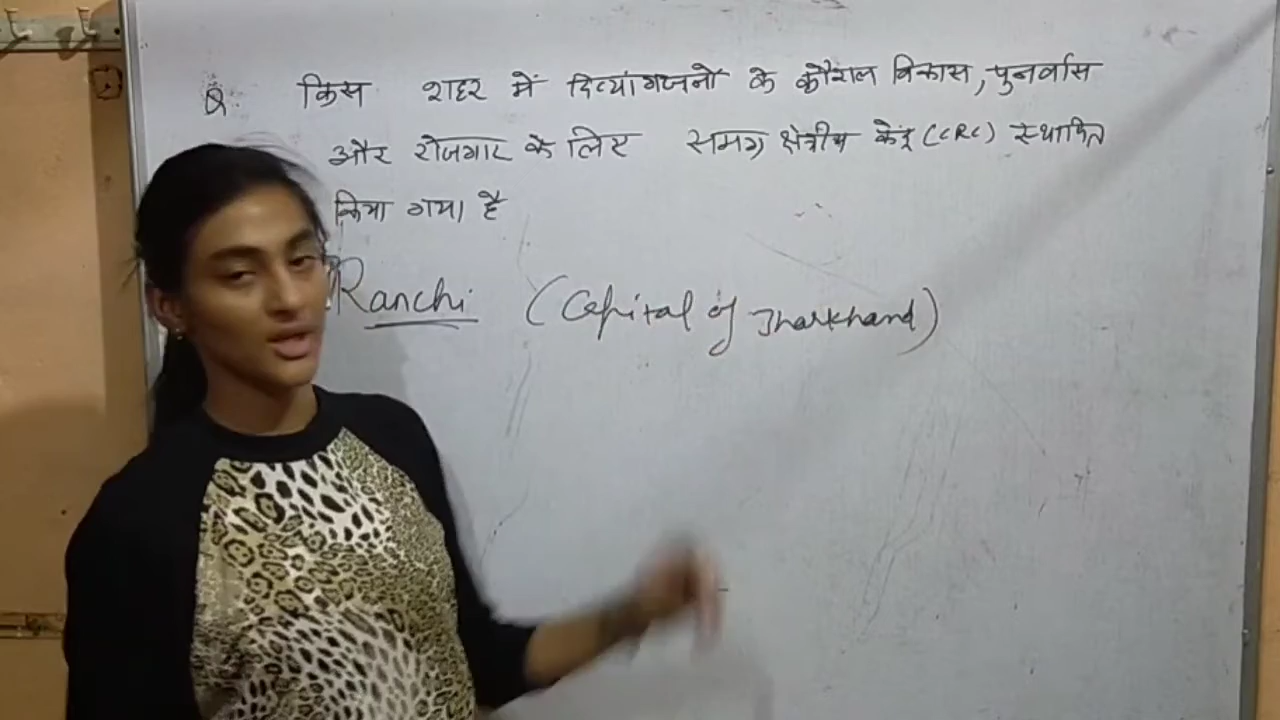 Q. किस शहर में दिव्यांगजनों के कौशल विकास, पुनर्वास
और रोजगार के लिए समग्र क्षेत्रीय केंद्र (CRC) स्थापित
किया गया है
Ranchi (Capital of Jharkhand)